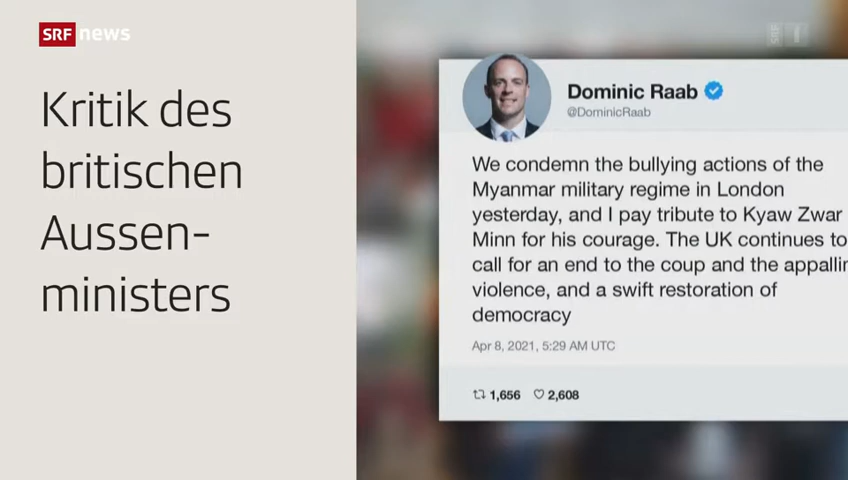 SRF news
SRF 1
Kritik des
britischen
Aussen-
ministers
Dominic Raab
@DominicRaab
We condemn the bullying actions of the
Myanmar military regime in London
yesterday, and I pay tribute to Kyaw Zwar
Minn for his courage. The UK continues to
call for an end to the coup and the appallin
violence, and a swift restoration of
democracy
Apr 8, 2021, 5:29 AM UTC
1,656 2,608